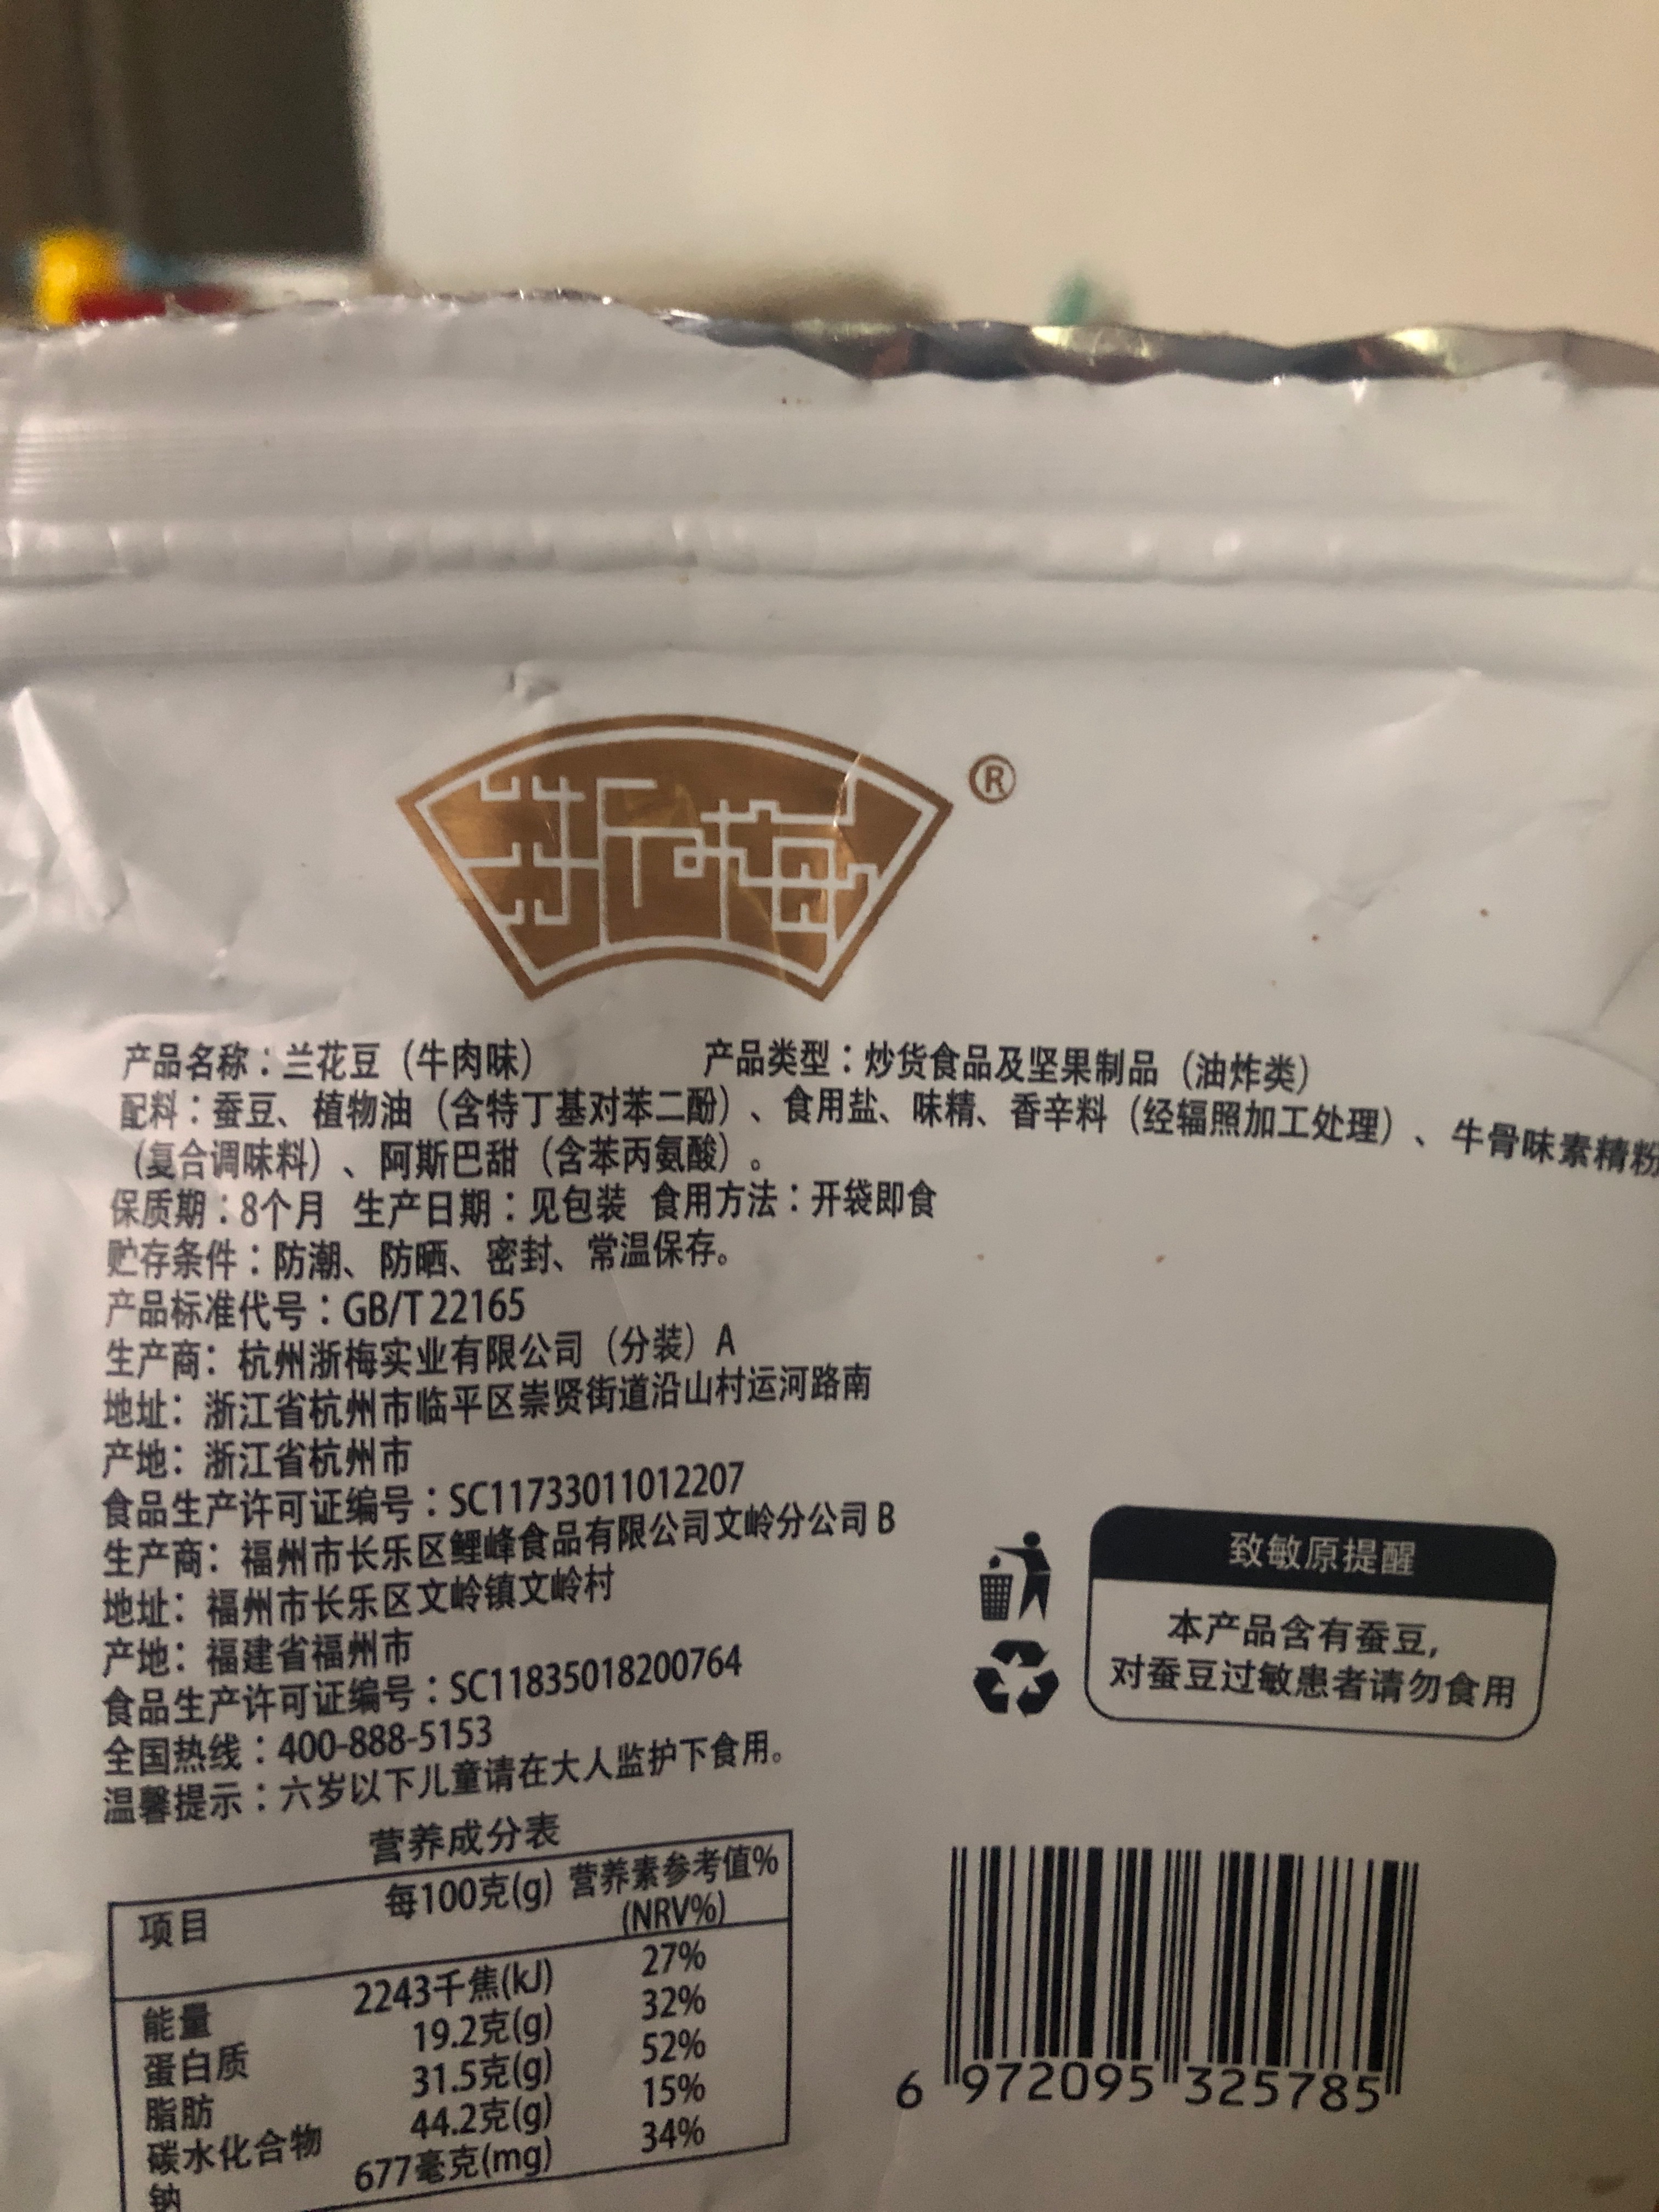 浙梅 ®
产品名称：兰花豆（牛肉味） 产品类型：炒货食品及坚果制品（油炸类）
配料：蚕豆、植物油（含特丁基对苯二酚）、食用盐、味精、香辛料（经辐照加工处理）、牛骨味素精粉
（复合调味料）、阿斯巴甜（含苯丙氨酸）。
保质期：8个月 生产日期：见包装 食用方法：开袋即食
贮存条件：防潮、防晒、密封、常温保存。
产品标准代号：GB/T 22165
生产商：杭州浙梅实业有限公司（分装）A
地址：浙江省杭州市临平区崇贤街道沿山村运河路南
产地：浙江省杭州市
食品生产许可证编号：SC11733011012207
生产商：福州市长乐区鲤峰食品有限公司文岭分公司 B
地址：福州市长乐区文岭镇文岭村
产地：福建省福州市
食品生产许可证编号：SC11835018200764
全国热线：400-888-5153
温馨提示：六岁以下儿童请在大人监护下食用。
致敏原提醒
本产品含有蚕豆,
对蚕豆过敏患者请勿食用
营养成分表
项目 每100克(g) 营养素参考值%
(NRV%)
能量 2243千焦(kJ) 27%
蛋白质 19.2克(g) 32%
脂肪 31.5克(g) 52%
碳水化合物 44.2克(g) 15%
钠 677毫克(mg) 34%
6 972095 325785